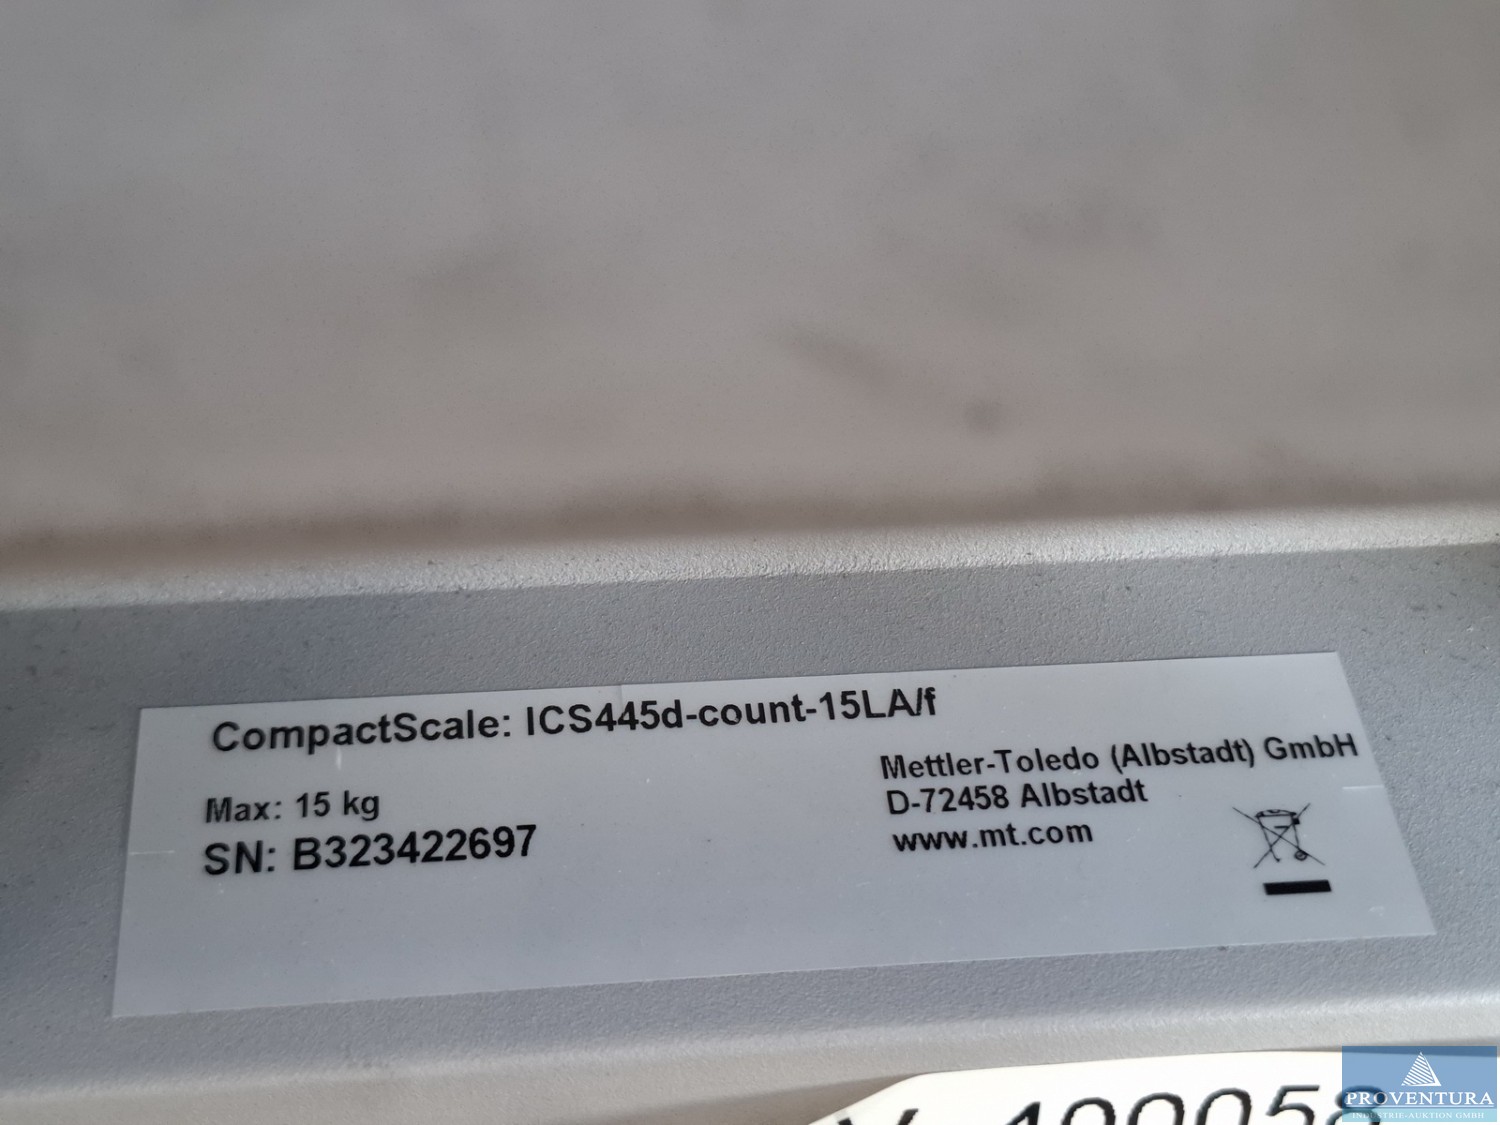 CompactScale: ICS445d-count-15LA/f
Max: 15 kg
SN: B323422697
Mettler-Toledo (Albstadt) GmbH
D-72458 Albstadt
www.mt.com
PROVENTURA
INDUSTRIE-AUKTION GMBH